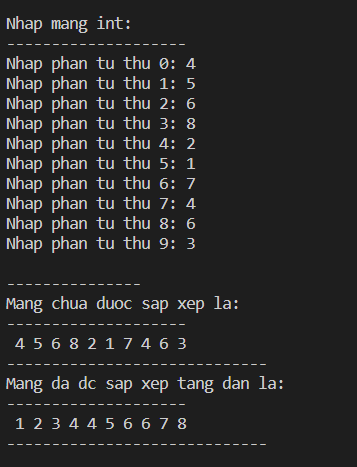 Nhap mang int:
--------------------
Nhap phan tu thu 0: 4
Nhap phan tu thu 1: 5
Nhap phan tu thu 2: 6
Nhap phan tu thu 3: 8
Nhap phan tu thu 4: 2
Nhap phan tu thu 5: 1
Nhap phan tu thu 6: 7
Nhap phan tu thu 7: 4
Nhap phan tu thu 8: 6
Nhap phan tu thu 9: 3
---------------
Mang chua duoc sap xep la:
--------------------
4 5 6 8 2 1 7 4 6 3
-----------------------------
Mang da dc sap xep tang dan la:
--------------------
1 2 3 4 4 5 6 6 7 8
-----------------------------